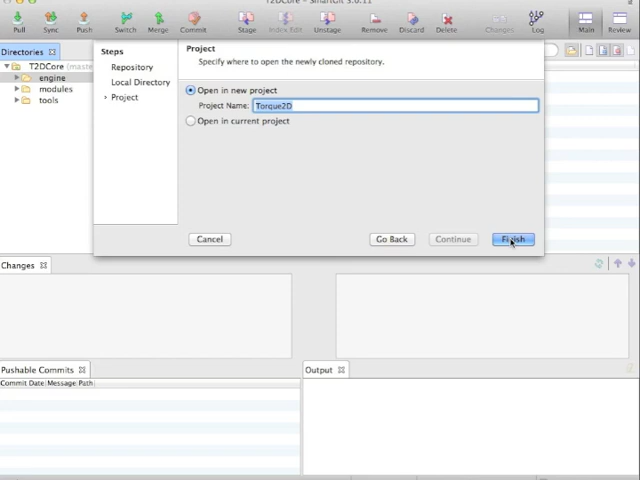 T2DCore - SmartGit 3.0.11
Pull Sync Push Switch Merge Commit Stage Index Edit Unstage Remove Discard Delete Changes Log Main Review
Directories
T2DCore (mast
engine
modules
tools
Steps
Repository
Local Directory
Project
Project
Specify where to open the newly cloned repository.
Open in new project
Project Name: Torque2D
Open in current project
Cancel Go Back Continue Finish
Changes
Pushable Commits
Commit Date Message Path
Output